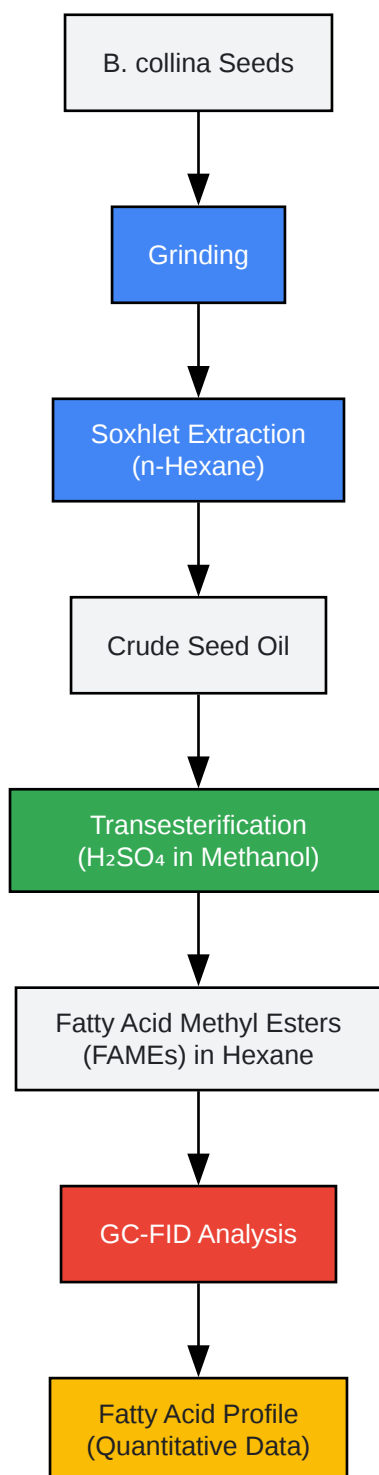 B. collina Seeds
Grinding
Soxhlet Extraction
(n-Hexane)
Crude Seed Oil
Transesterification
(H₂SO₄ in Methanol)
Fatty Acid Methyl Esters
(FAMEs) in Hexane
GC-FID Analysis
Fatty Acid Profile
(Quantitative Data)